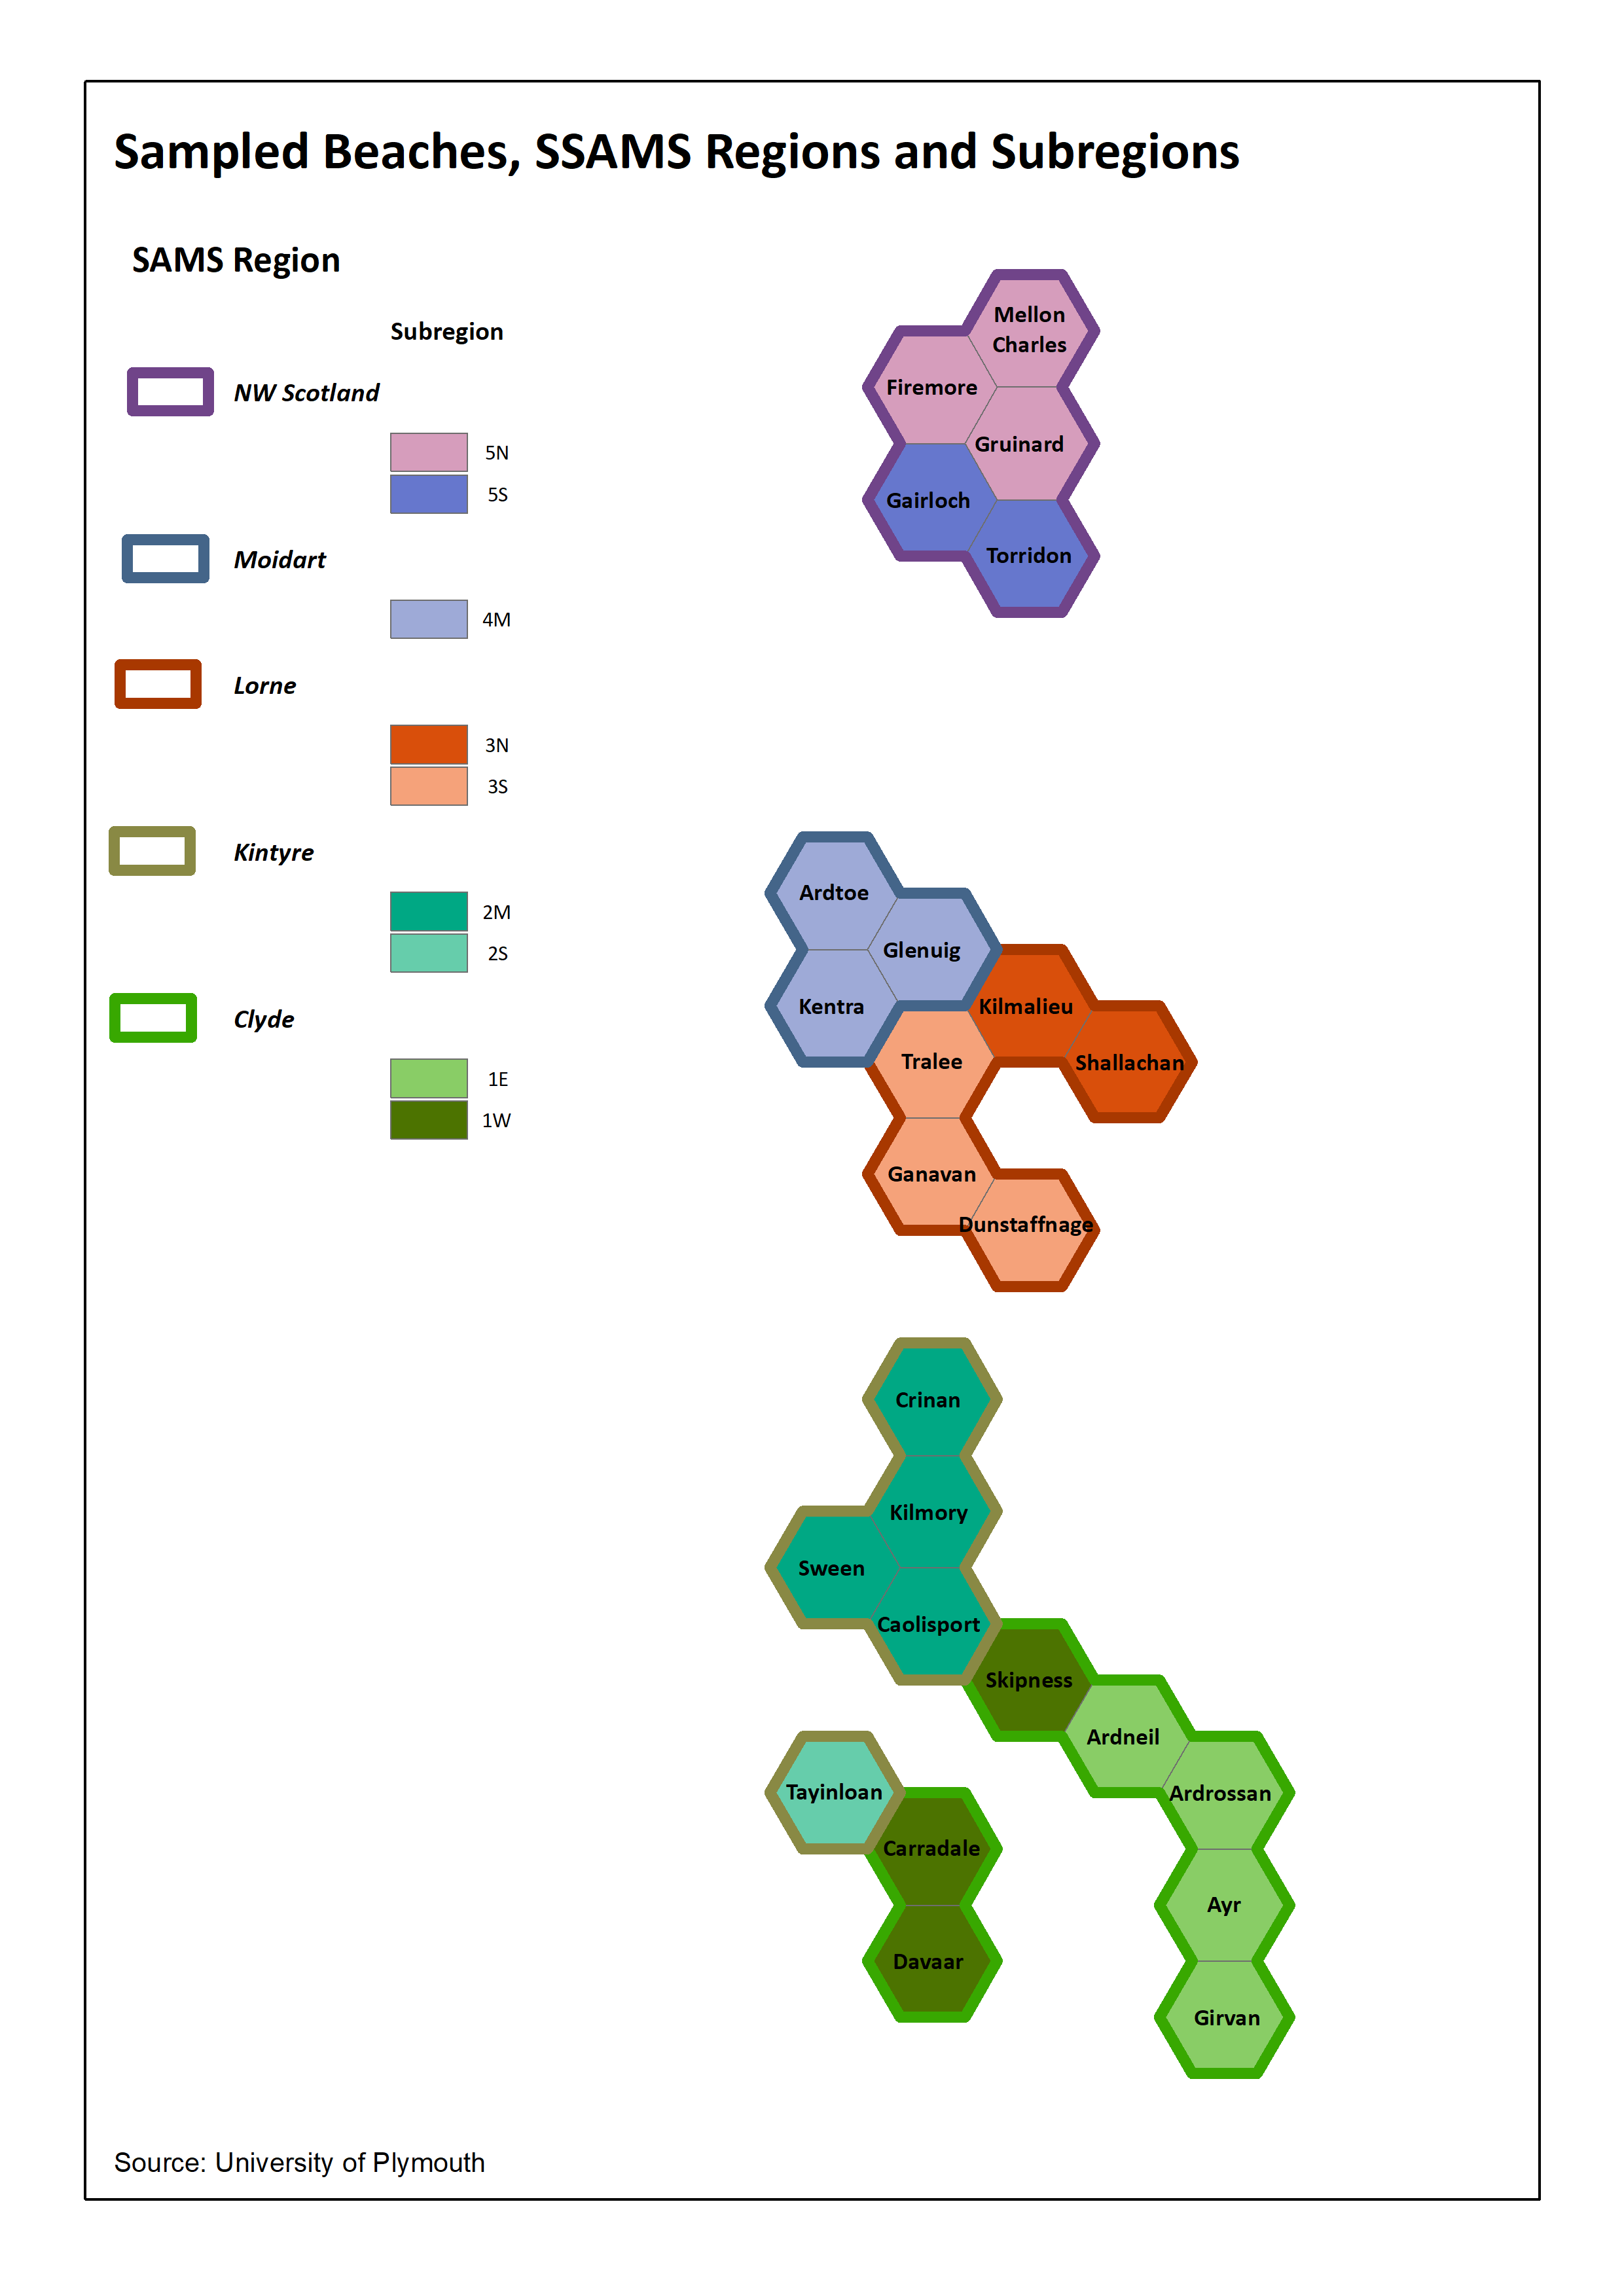 Sampled Beaches, SSAMS Regions and Subregions
SAMS Region
Subregion
NW Scotland
5N
5S
Moidart
4M
Lorne
3N
3S
Kintyre
2M
2S
Clyde
1E
1W
Mellon
Charles
Firemore
Gruinard
Gairloch
Torridon
Ardtoe
Glenuig
Kentra
Kilmalieu
Tralee
Shallachan
Ganavan
Dunstaffnage
Crinan
Kilmory
Sween
Caolisport
Skipness
Ardneil
Tayinloan
Ardrossan
Carradale
Ayr
Davaar
Girvan
Source: University of Plymouth